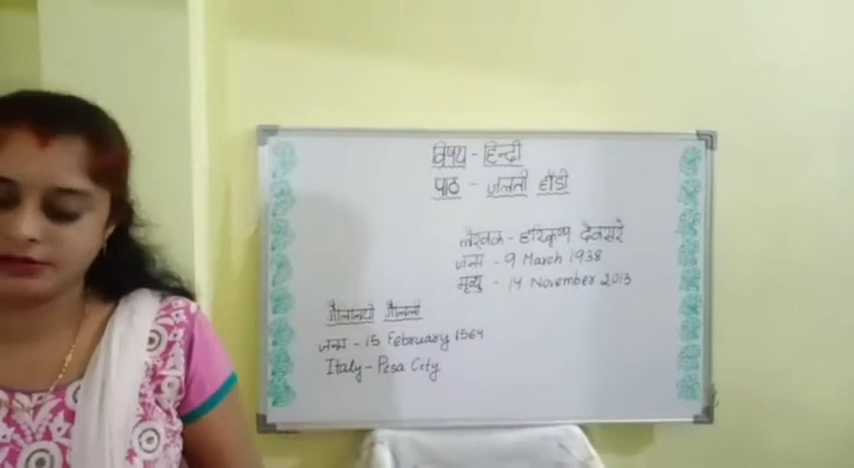 विषय - हिन्दी
पाठ - जलती हाँडी
लेखक - हरिकृष्ण देवसरे
जन्म - 9 March 1938
मृत्यु - 14 November 2013
गैलीलियो गैलीली
जन्म - 15 February 1564
Italy - Pisa City